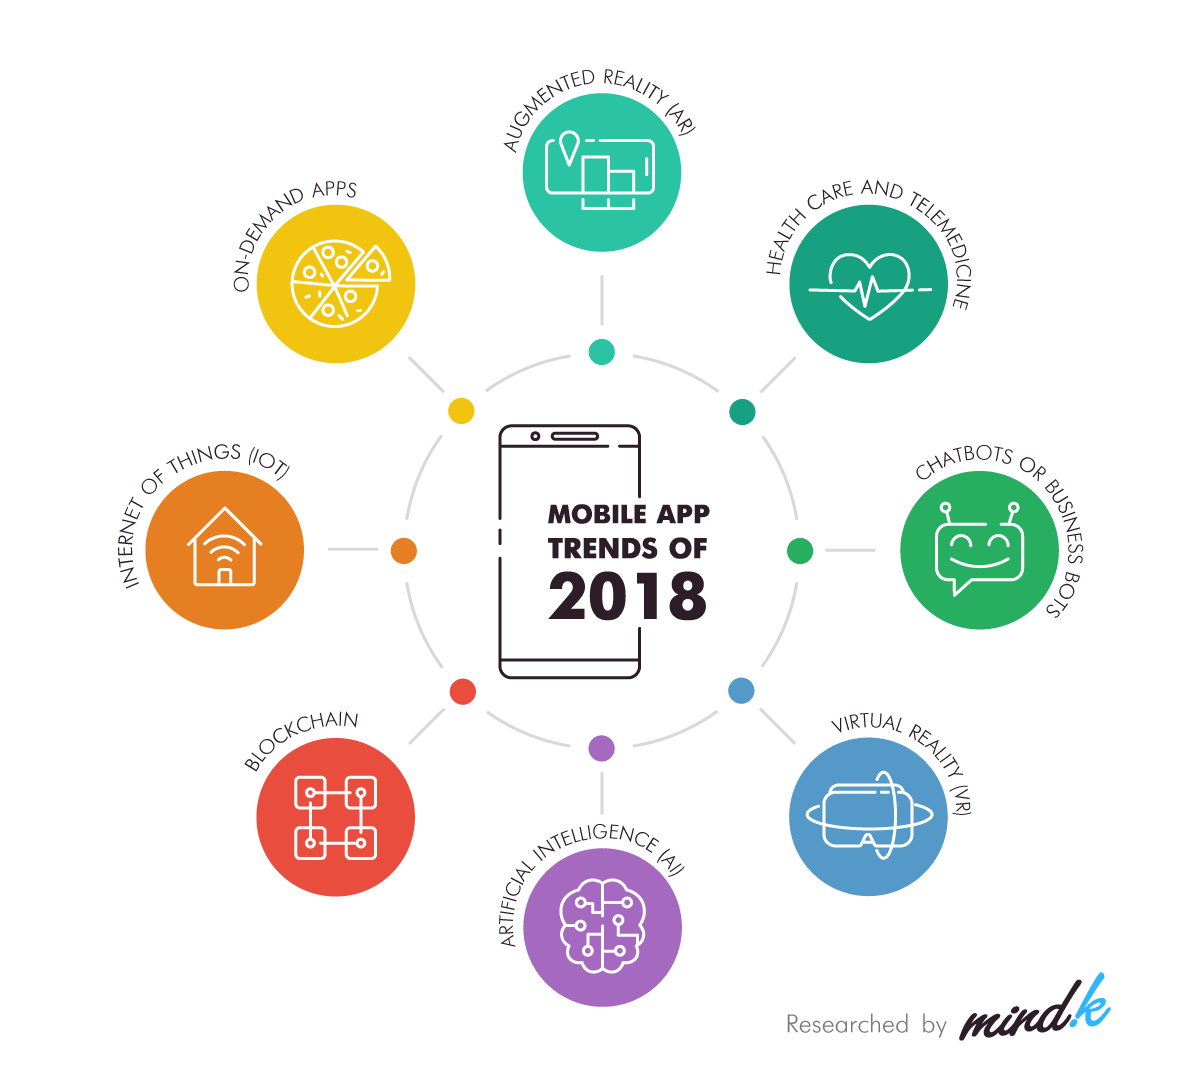 AUGMENTED REALITY (AR)
HEALTH CARE AND TELEMEDICINE
CHATBOTS OR BUSINESS BOTS
VIRTUAL REALITY (VR)
ARTIFICIAL INTELLIGENCE (AI)
BLOCKCHAIN
INTERNET OF THINGS (IOT)
ON-DEMAND APPS
MOBILE APP
TRENDS OF
2018
Researched by mind.k